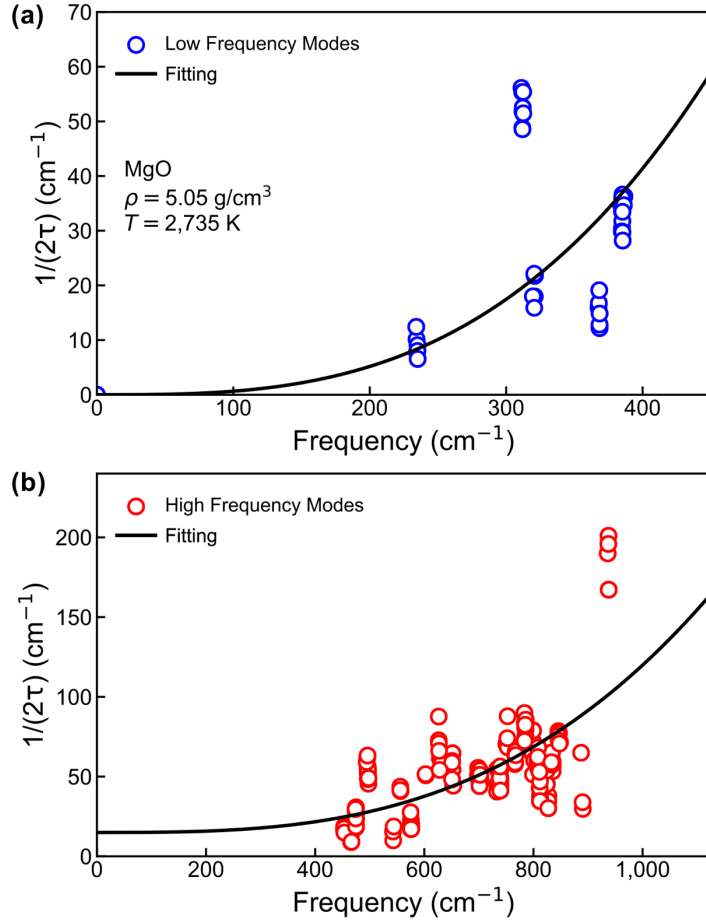 (a)
70
60
50
40
30
20
10
0
1/(2τ) (cm⁻¹)
Low Frequency Modes
Fitting
MgO
ρ = 5.05 g/cm³
T = 2,735 K
0 100 200 300 400
Frequency (cm⁻¹)
(b)
200
150
100
50
0
1/(2τ) (cm⁻¹)
High Frequency Modes
Fitting
0 200 400 600 800 1,000
Frequency (cm⁻¹)